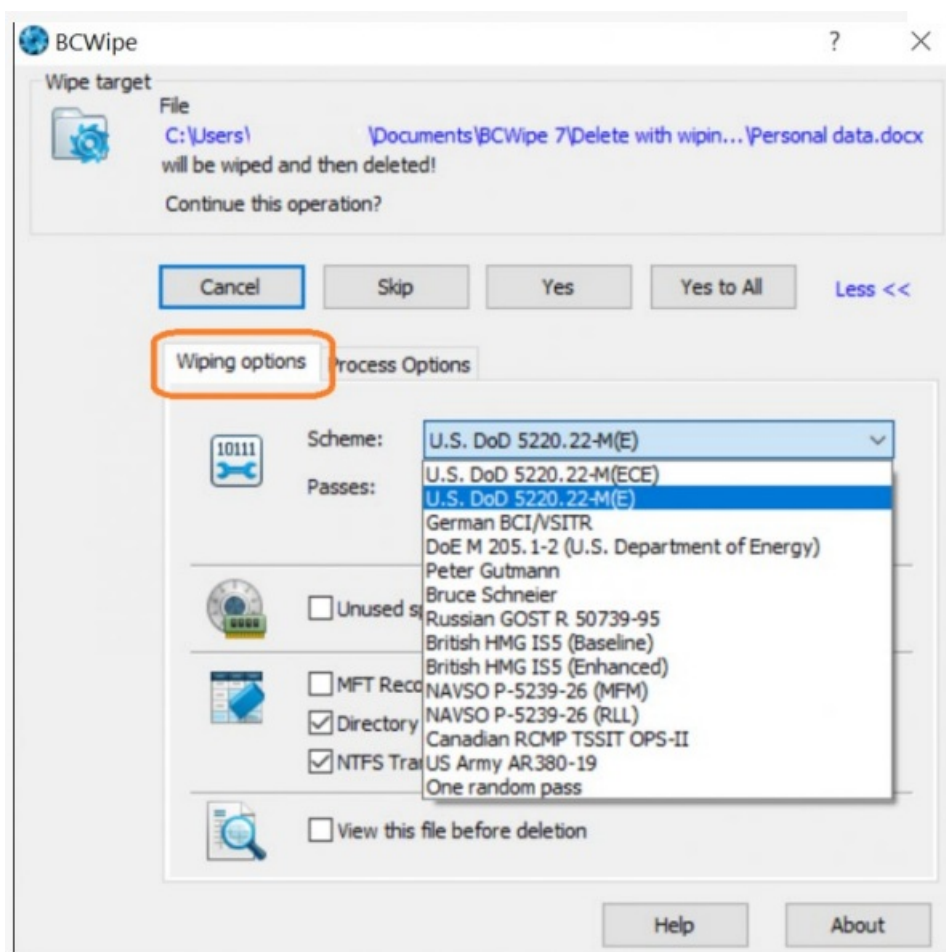 BCWipe
?
Wipe target
File
C:\Users\ \Documents\BCWipe 7\Delete with wipin...\Personal data.docx
will be wiped and then deleted!
Continue this operation?
Cancel Skip Yes Yes to All Less <<
Wiping options Process Options
10111
Scheme: U.S. DoD 5220.22-M(E)
Passes:
U.S. DoD 5220.22-M(ECE)
U.S. DoD 5220.22-M(E)
German BCI/VSITR
DoE M 205.1-2 (U.S. Department of Energy)
Peter Gutmann
Bruce Schneier
Russian GOST R 50739-95
British HMG IS5 (Baseline)
British HMG IS5 (Enhanced)
NAVSO P-5239-26 (MFM)
NAVSO P-5239-26 (RLL)
Canadian RCMP TSSIT OPS-II
US Army AR380-19
One random pass
Unused
MFT
Directory
NTFS
View this file before deletion
Help About